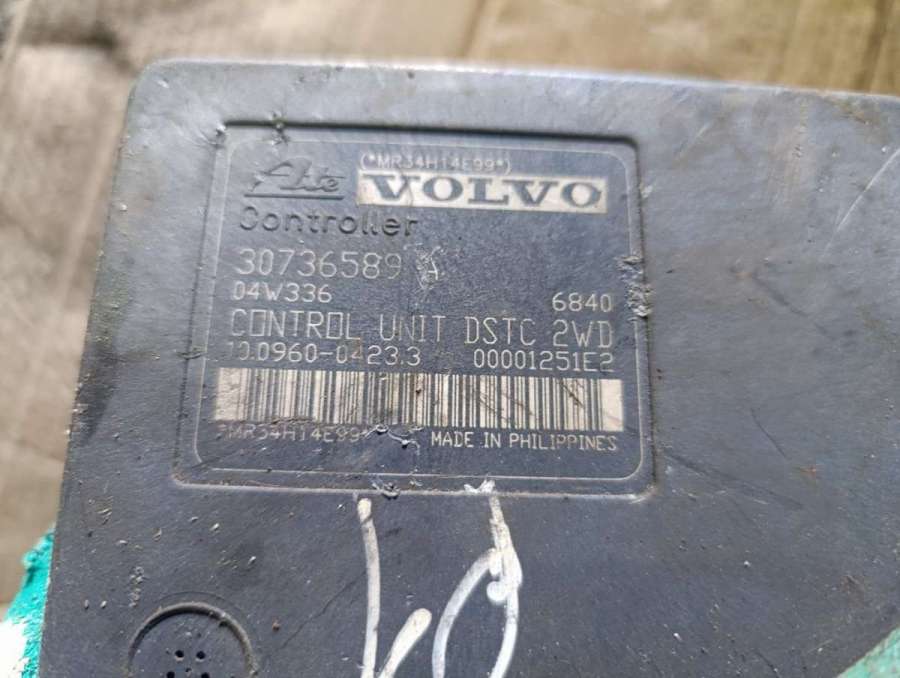 (*MR34H14E99*)
Ate VOLVO
Controller
30736589 A
04W336 6840
CONTROL UNIT DSTC 2WD
10.0960-0423.3 00001251E2
*MR34H14E99* MADE IN PHILIPPINES